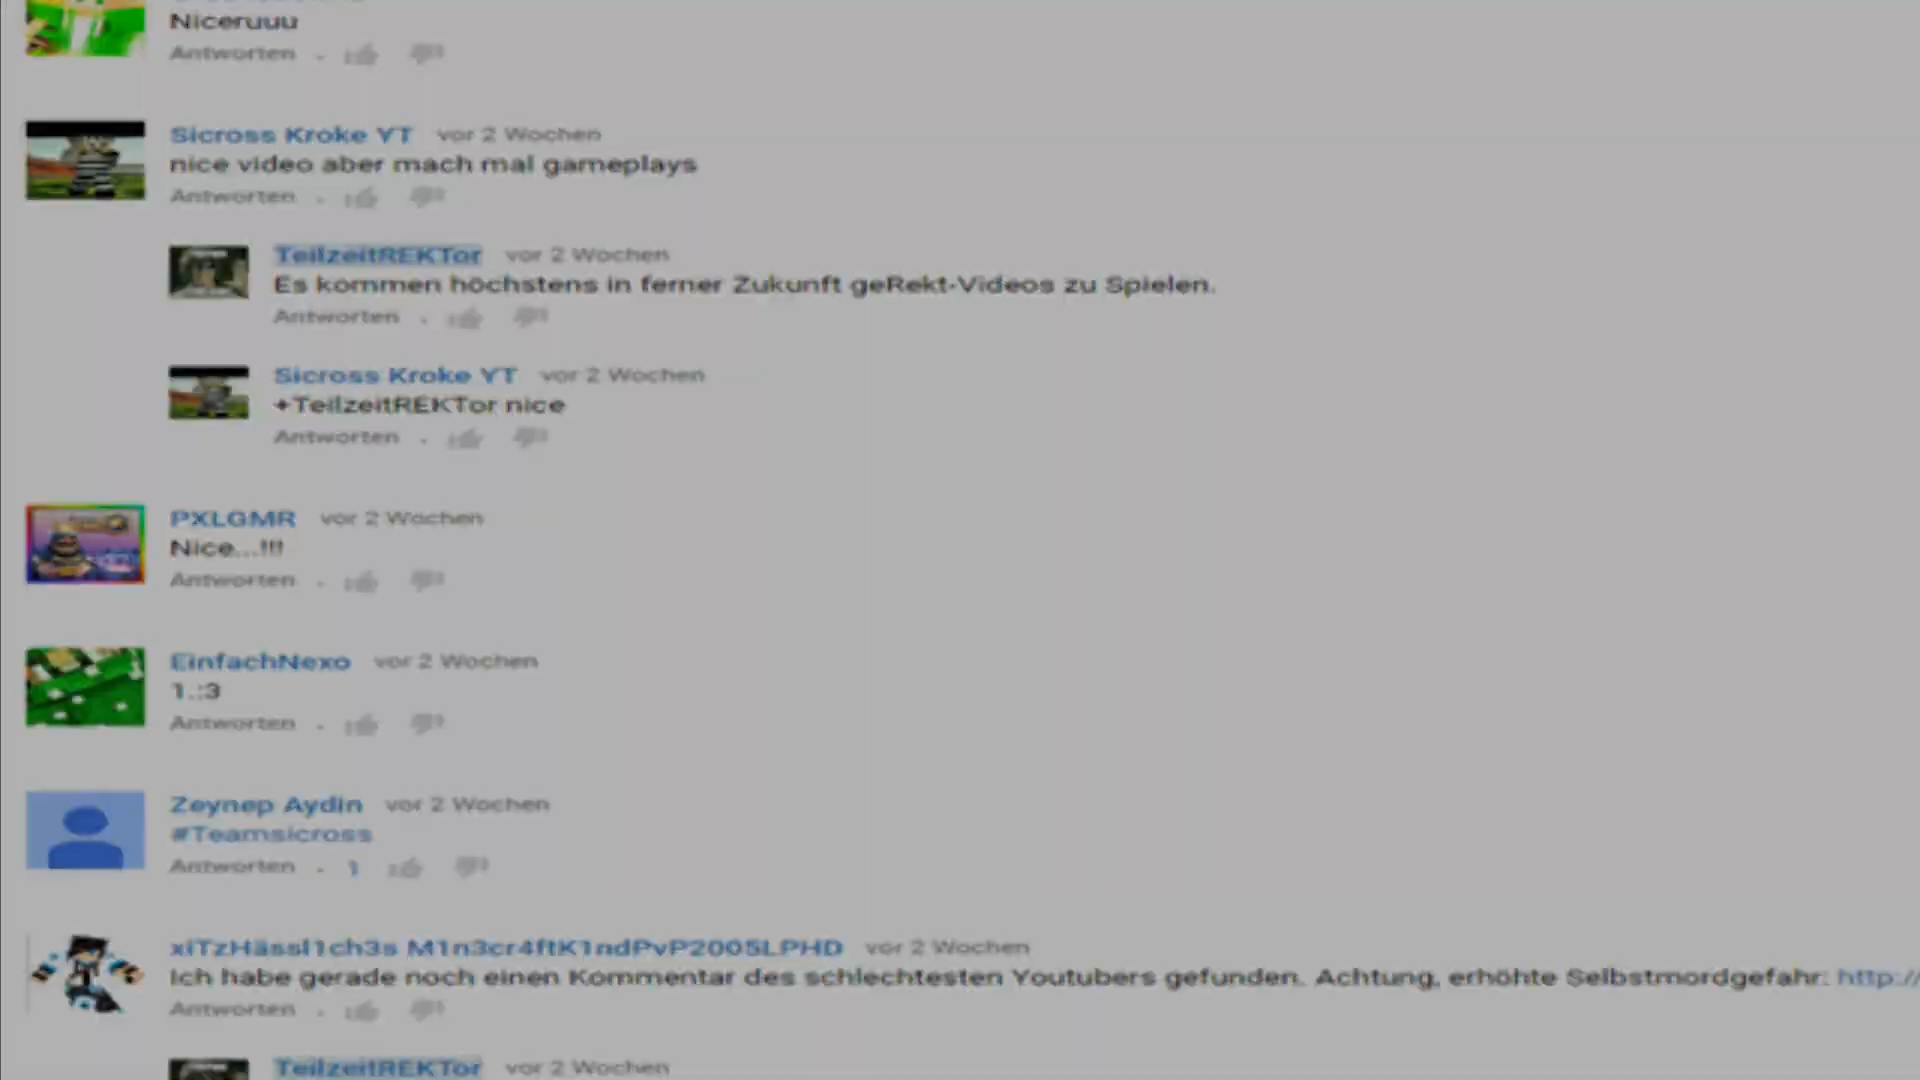 Niceruuu
Antworten .
Sicross Kroke YT vor 2 Wochen
nice video aber mach mal gameplays
Antworten .
TeilzeitREKTor vor 2 Wochen
Es kommen höchstens in ferner Zukunft geRekt-Videos zu Spielen.
Antworten .
Sicross Kroke YT vor 2 Wochen
+TeilzeitREKTor nice
Antworten .
PXLGMR vor 2 Wochen
Nice...!!!
Antworten .
EinfachNexo vor 2 Wochen
1.:3
Antworten .
Zeynep Aydin vor 2 Wochen
#Teamsicross
Antworten . 1
xiTzHässl1ch3s M1n3cr4ftK1ndPvP2005LPHD vor 2 Wochen
Ich habe gerade noch einen Kommentar des schlechtesten Youtubers gefunden. Achtung, erhöhte Selbstmordgefahr: http://
Antworten .
TeilzeitREKTor vor 2 Wochen